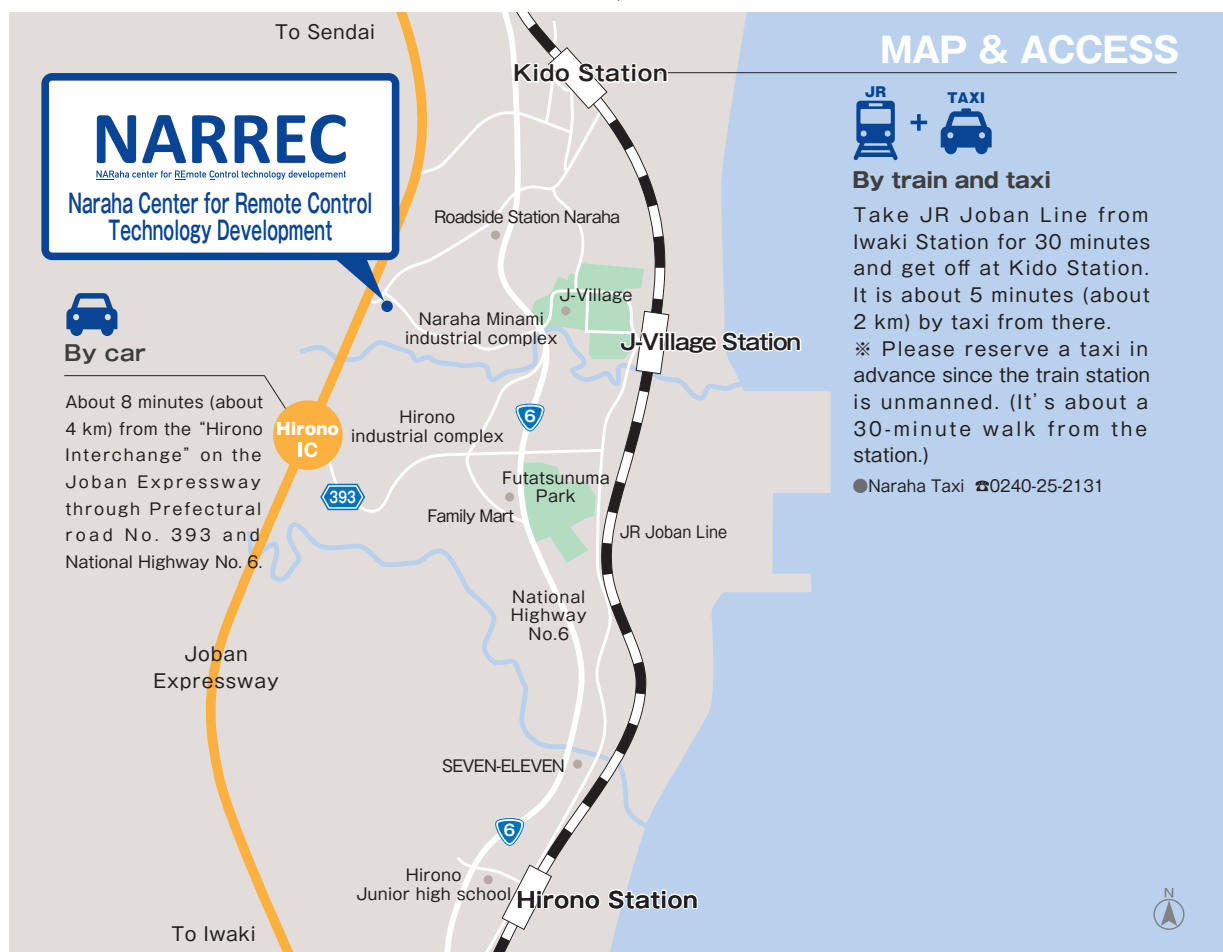 To Sendai
MAP & ACCESS
Kido Station
NARREC
NARaha center for REmote Control technology developement
Naraha Center for Remote Control
Technology Development
JR
+
TAXI
By train and taxi
Take JR Joban Line from
Iwaki Station for 30 minutes
and get off at Kido Station.
It is about 5 minutes (about
2 km) by taxi from there.
※ Please reserve a taxi in
advance since the train station
is unmanned. (It's about a
30-minute walk from the
station.)
●Naraha Taxi ☎0240-25-2131
Roadside Station Naraha
J-Village
Naraha Minami
industrial complex
J-Village Station
By car
About 8 minutes (about
4 km) from the “Hirono
Interchange” on the
Joban Expressway
through Prefectural
road No. 393 and
National Highway No. 6.
Hirono
IC
Hirono
industrial complex
6
393
Futatsunuma
Park
Family Mart
JR Joban Line
National
Highway
No.6
Joban
Expressway
SEVEN-ELEVEN
6
Hirono
Junior high school
Hirono Station
To Iwaki
N